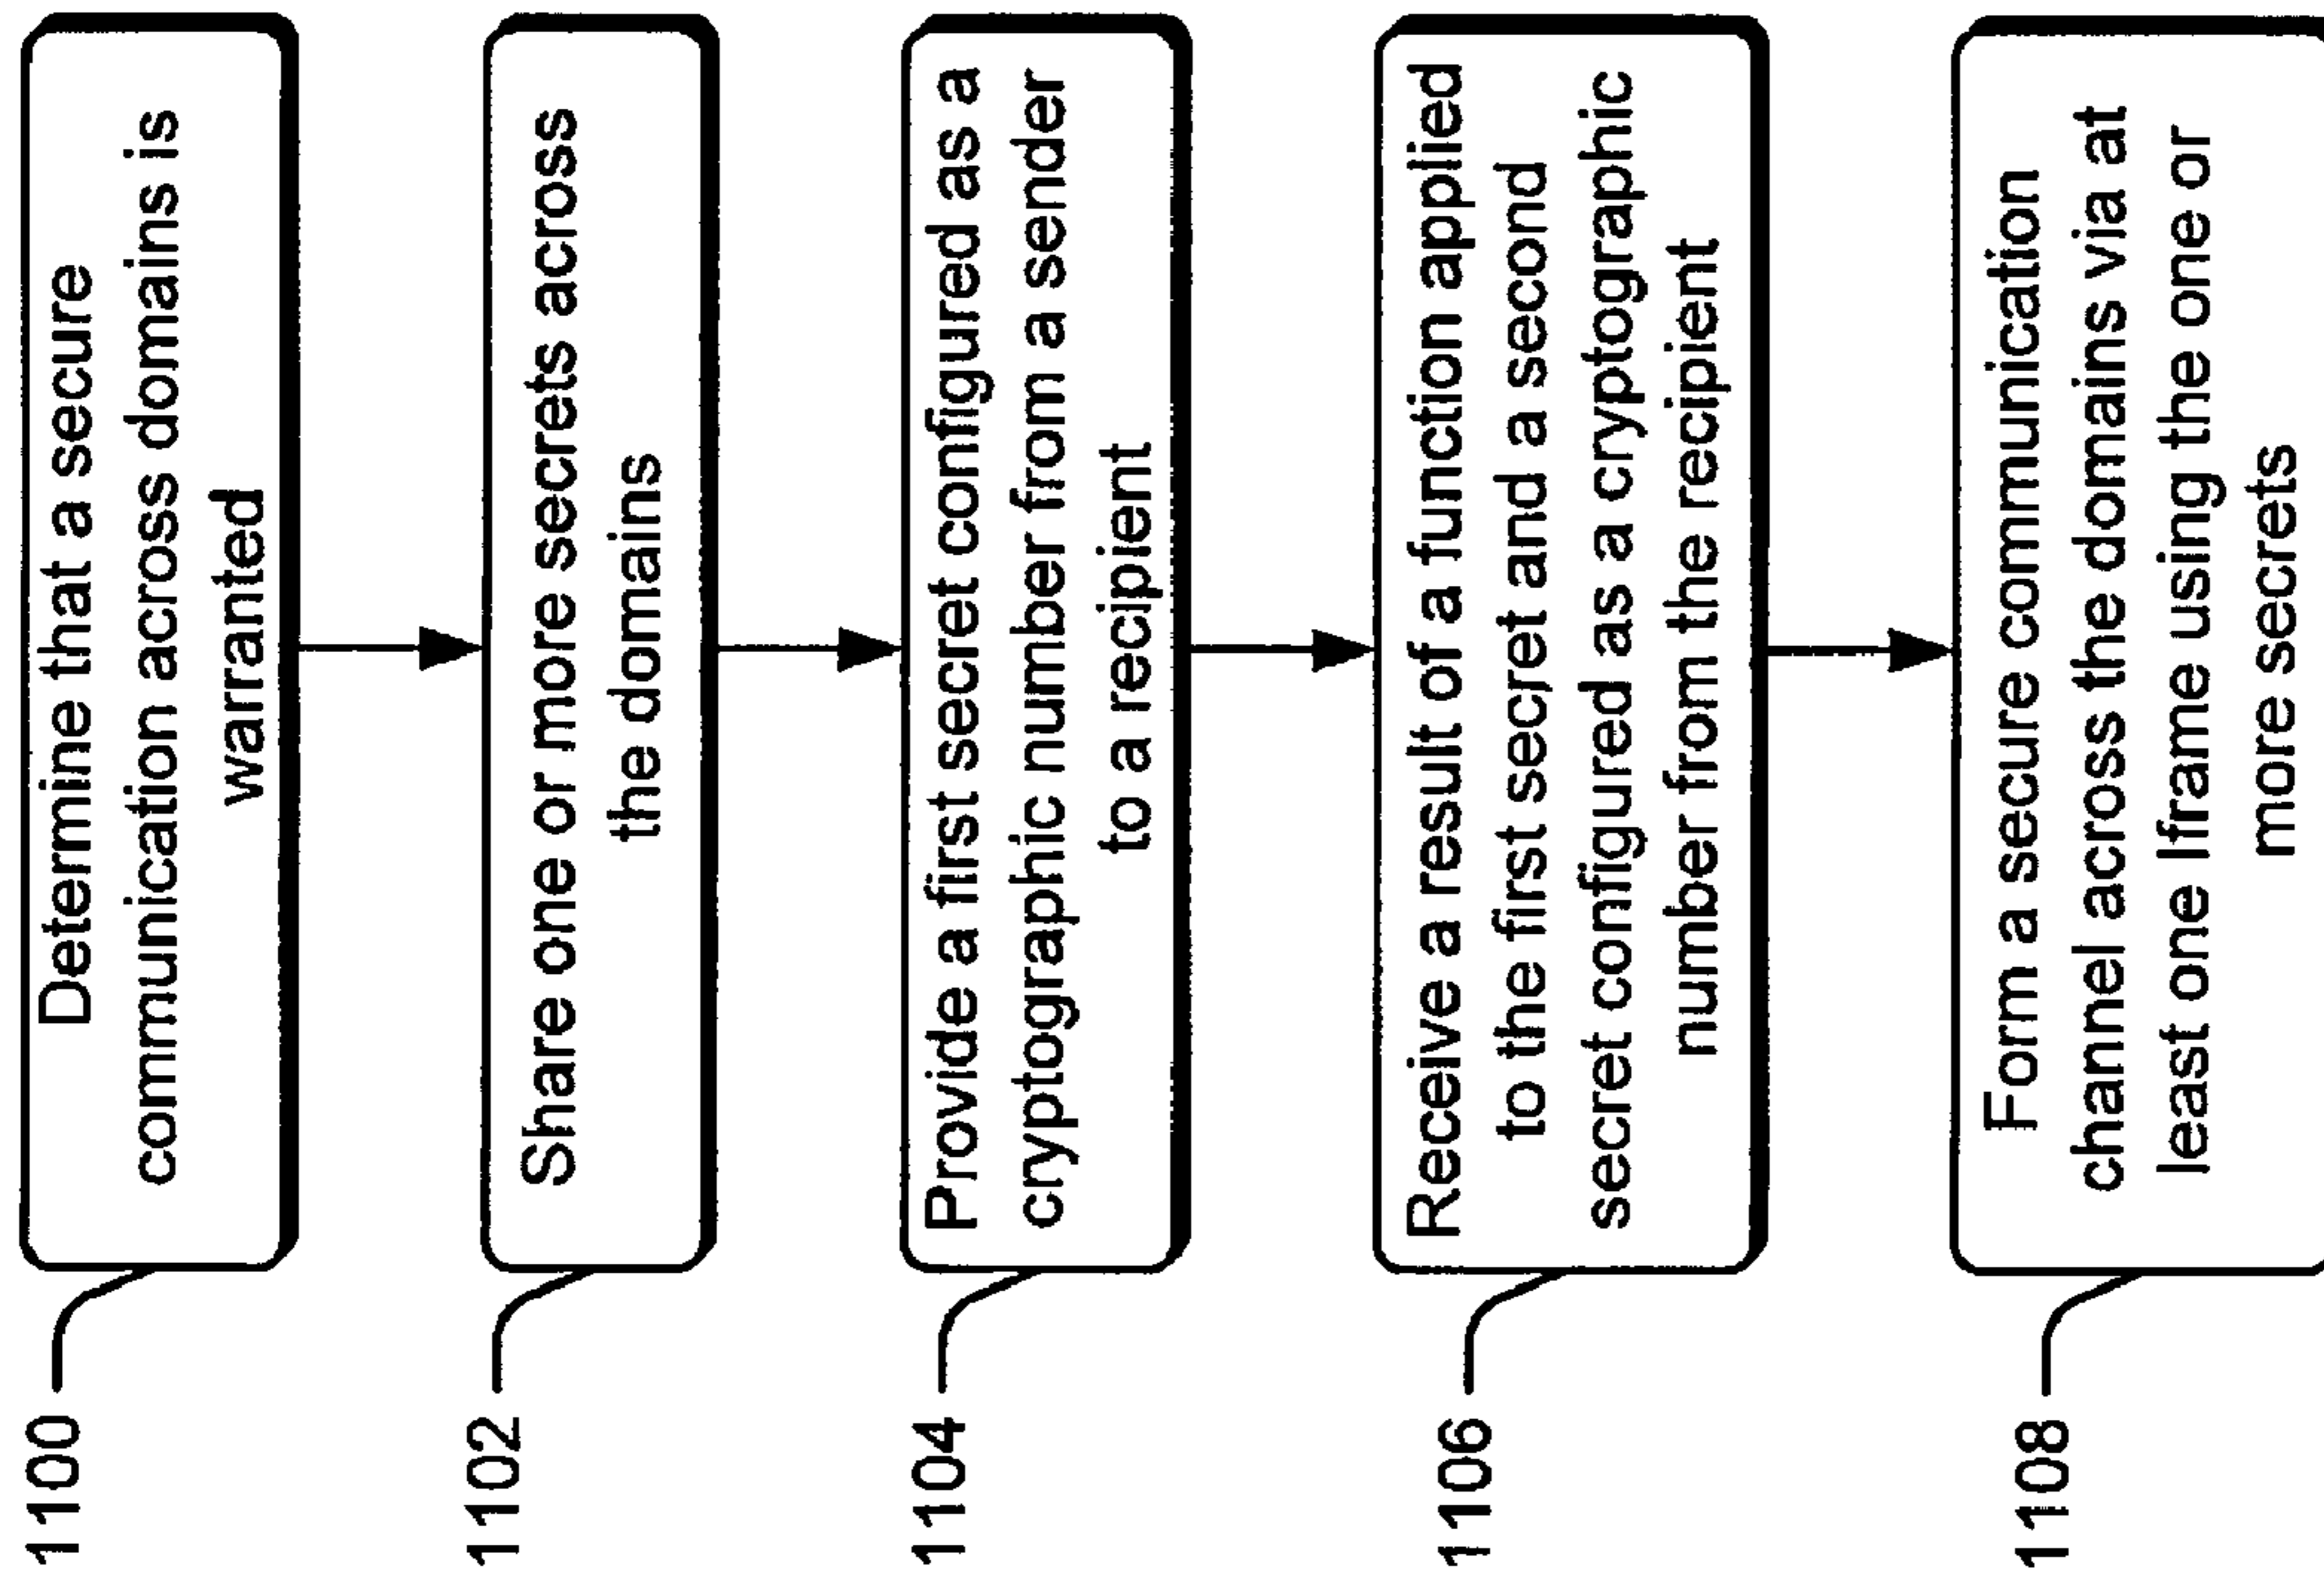 1100
Determine that a secure
communication across domains is
warranted
1102
Share one or more secrets across
the domains
1104
Provide a first secret configured as a
cryptographic number from a sender
to a recipient
1106
Receive a result of a function applied
to the first secret and a second
secret configured as a cryptographic
number from the recipient
1108
Form a secure communication
channel across the domains via at
least one Iframe using the one or
more secrets